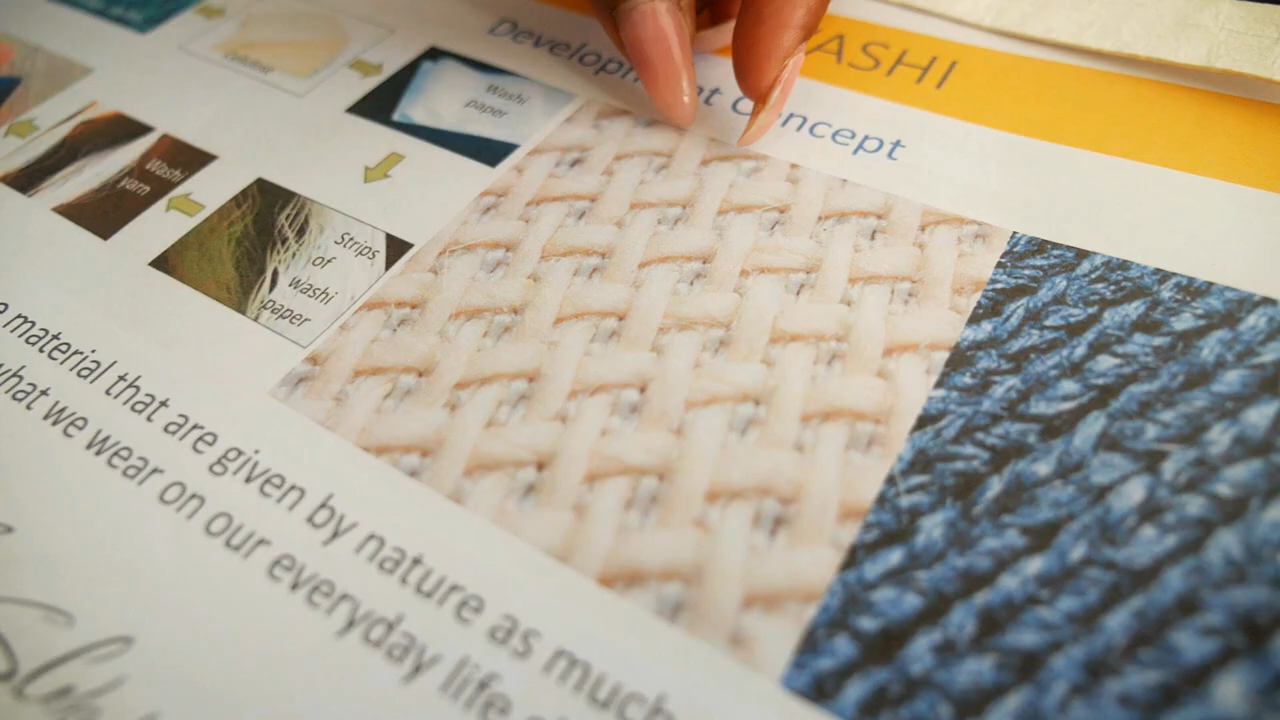 WASHI
Development Concept
Cellulose
Washi
paper
Strips
of
Washi
paper
Washi
yarn
material that are given by nature as much
what we wear on our everyday life